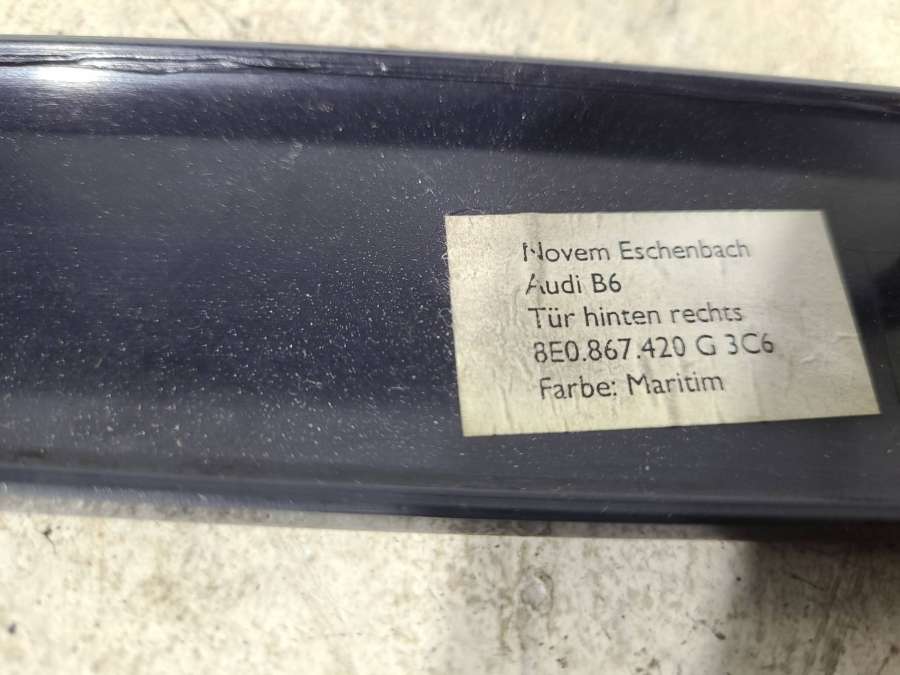 Novem Eschenbach
Audi B6
Tür hinten rechts
8E0.867.420 G 3C6
Farbe: Maritim